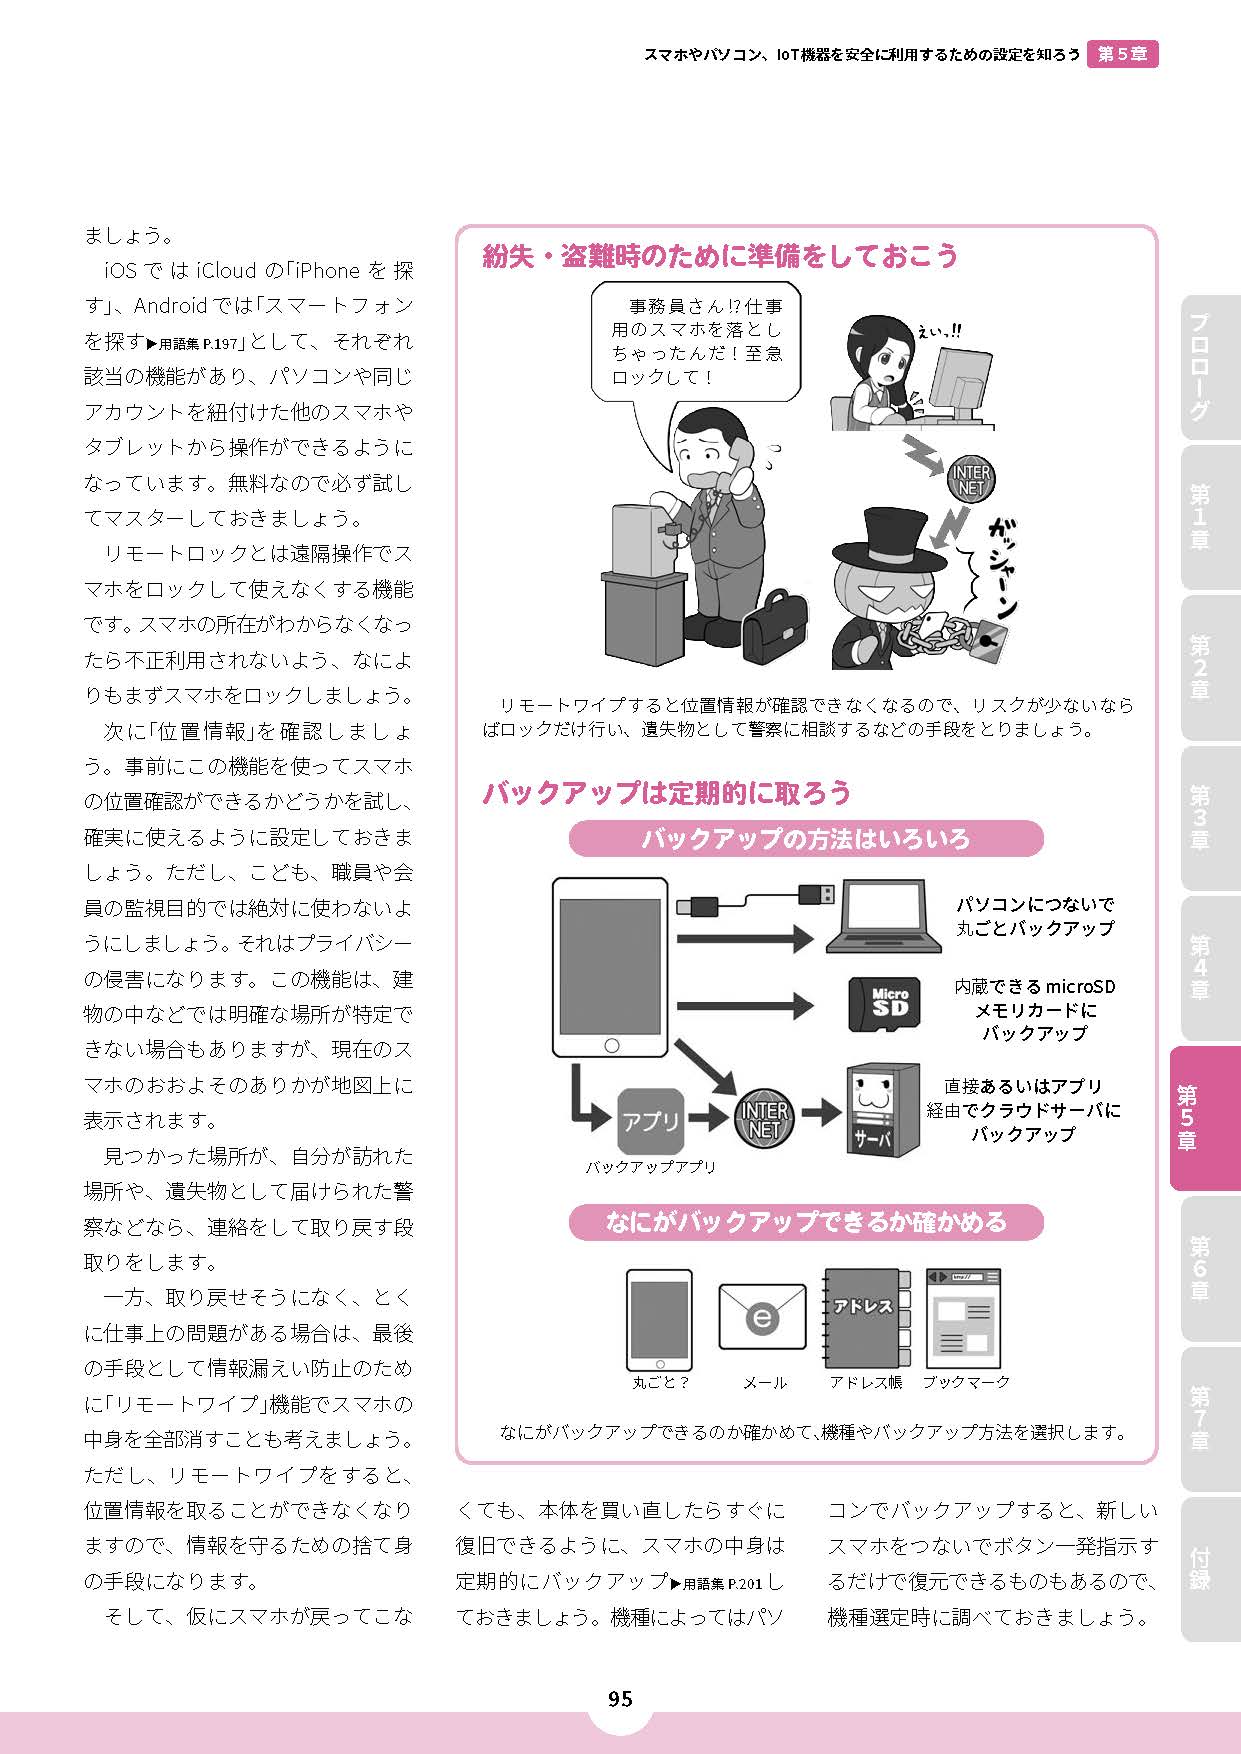 スマホやパソコン、IoT機器を安全に利用するための設定を知ろう 第5章
ましょう。
iOS では iCloud の「iPhone を探
す」、Android では「スマートフォン
を探す▶用語集 P.197」として、それぞれ
該当の機能があり、パソコンや同じ
アカウントを紐付けた他のスマホや
タブレットから操作ができるように
なっています。無料なので必ず試し
てマスターしておきましょう。
リモートロックとは遠隔操作でス
マホをロックして使えなくする機能
です。スマホの所在がわからなくなっ
たら不正利用されないよう、なによ
りもまずスマホをロックしましょう。
次に「位置情報」を確認しましょ
う。事前にこの機能を使ってスマホ
の位置確認ができるかどうかを試し、
確実に使えるように設定しておきま
しょう。ただし、こども、職員や会
員の監視目的では絶対に使わないよ
うにしましょう。それはプライバシー
の侵害になります。この機能は、建
物の中などでは明確な場所が特定で
きない場合もありますが、現在のス
マホのおおよそのありかが地図上に
表示されます。
見つかった場所が、自分が訪れた
場所や、遺失物として届けられた警
察などなら、連絡をして取り戻す段
取りをします。
一方、取り戻せそうになく、とく
に仕事上の問題がある場合は、最後
の手段として情報漏えい防止のため
に「リモートワイプ」機能でスマホの
中身を全部消すことも考えましょう。
ただし、リモートワイプをすると、
位置情報を取ることができなくなり
ますので、情報を守るための捨て身
の手段になります。
そして、仮にスマホが戻ってこな
紛失・盗難時のために準備をしておこう
事務員さん!?仕事
用のスマホを落とし
ちゃったんだ！至急
ロックして！
えいっ!!
INTER
NET
ガッシャーン
リモートワイプすると位置情報が確認できなくなるので、リスクが少ないなら
ばロックだけ行い、遺失物として警察に相談するなどの手段をとりましょう。
バックアップは定期的に取ろう
バックアップの方法はいろいろ
パソコンにつないで
丸ごとバックアップ
Micro
SD
内蔵できる microSD
メモリカードに
バックアップ
アプリ
INTER
NET
サーバ
直接あるいはアプリ
経由でクラウドサーバに
バックアップ
バックアップアプリ
なにがバックアップできるか確かめる
e
アドレス
http://
丸ごと？
メール
アドレス帳
ブックマーク
なにがバックアップできるのか確かめて、機種やバックアップ方法を選択します。
くても、本体を買い直したらすぐに
復旧できるように、スマホの中身は
定期的にバックアップ▶用語集 P.201 し
ておきましょう。機種によってはパソ
コンでバックアップすると、新しい
スマホをつないでボタン一発指示す
るだけで復元できるものもあるので、
機種選定時に調べておきましょう。
プロローグ
第1章
第2章
第3章
第4章
第5章
第6章
第7章
付録
95